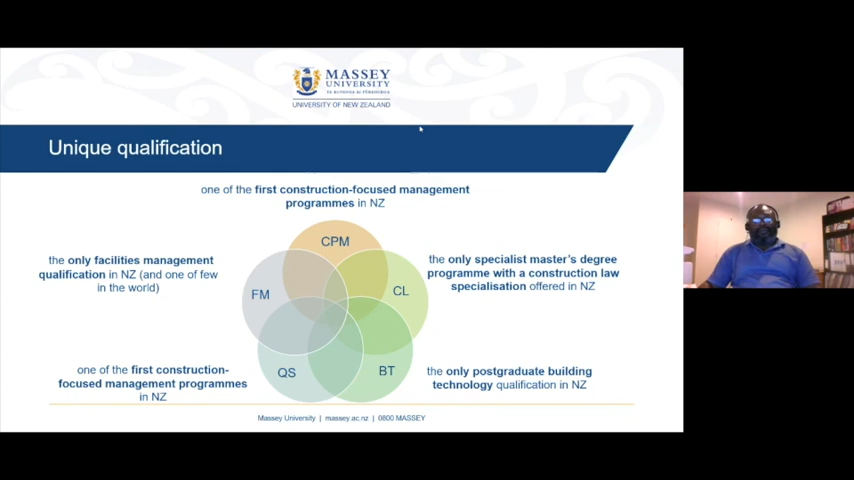 MASSEY
UNIVERSITY
TE KUNENGA KI PŪREHUROA
UNIVERSITY OF NEW ZEALAND
Unique qualification
one of the first construction-focused management
programmes in NZ
CPM
the only facilities management
qualification in NZ (and one of few
in the world)
FM
CL
the only specialist master's degree
programme with a construction law
specialisation offered in NZ
one of the first construction-
focused management programmes
in NZ
QS
BT
the only postgraduate building
technology qualification in NZ
Massey University | massey.ac.nz | 0800 MASSEY